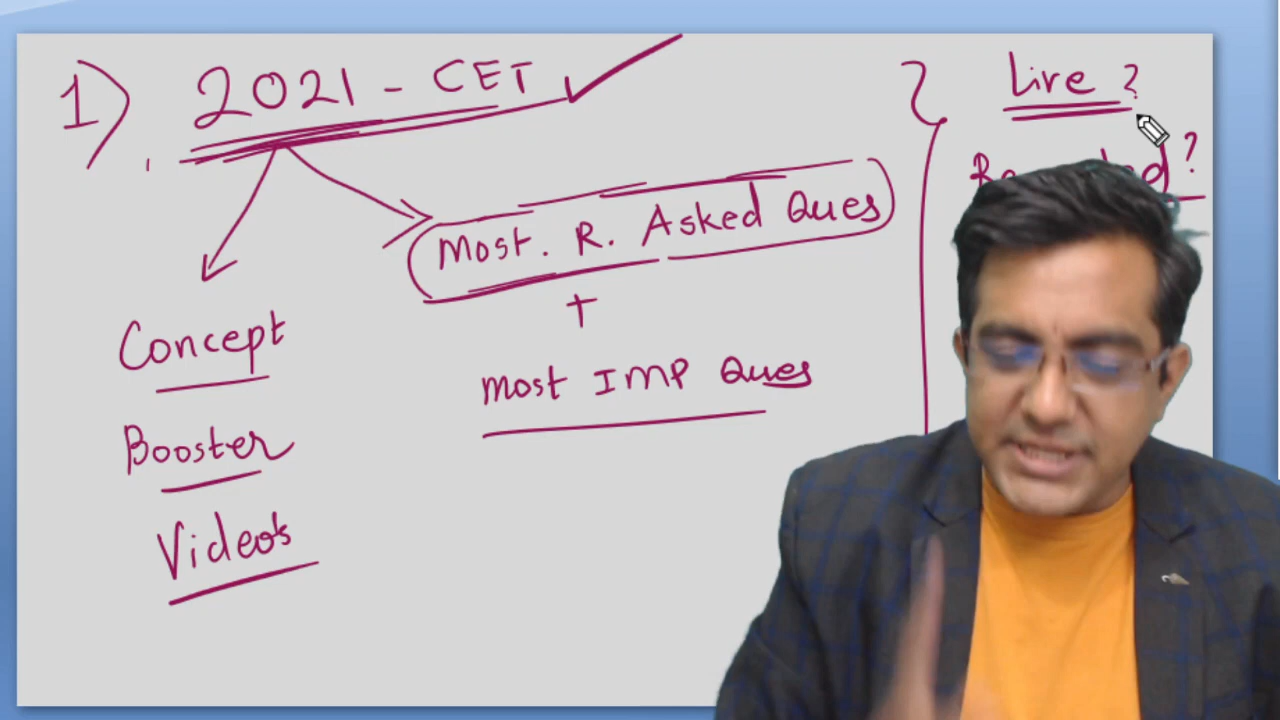 1). 2021 - CET
Most. R. Asked Ques
+
Most IMP Ques
Concept
Booster
Videos
Live ?